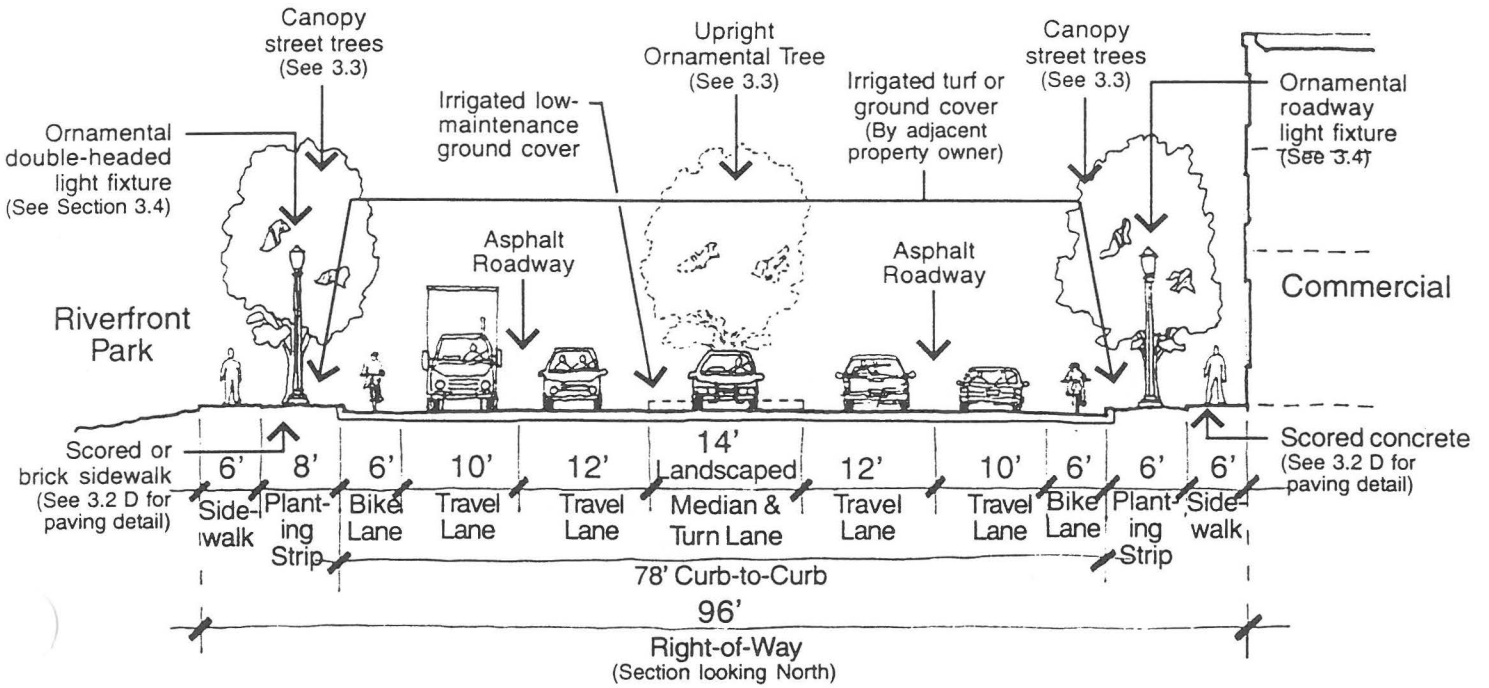 Canopy
street trees
(See 3.3)
Upright
Ornamental Tree
(See 3.3)
Canopy
street trees
(See 3.3)
Ornamental
double-headed
light fixture
(See Section 3.4)
Irrigated low-
maintenance
ground cover
Irrigated turf or
ground cover
(By adjacent
property owner)
Ornamental
roadway
light fixture
(See 3.4)
Asphalt
Roadway
Asphalt
Roadway
Riverfront
Park
Commercial
Scored or
brick sidewalk
(See 3.2 D for
paving detail)
6'
Side-
walk
8'
Plant-
ing
Strip
6'
Bike
Lane
10'
Travel
Lane
12'
Travel
Lane
14'
Landscaped
Median &
Turn Lane
12'
Travel
Lane
10'
Travel
Lane
6'
Bike
Lane
6'
Plant-
ing
Strip
6'
Side-
walk
Scored concrete
(See 3.2 D for
paving detail)
78' Curb-to-Curb
96'
Right-of-Way
(Section looking North)